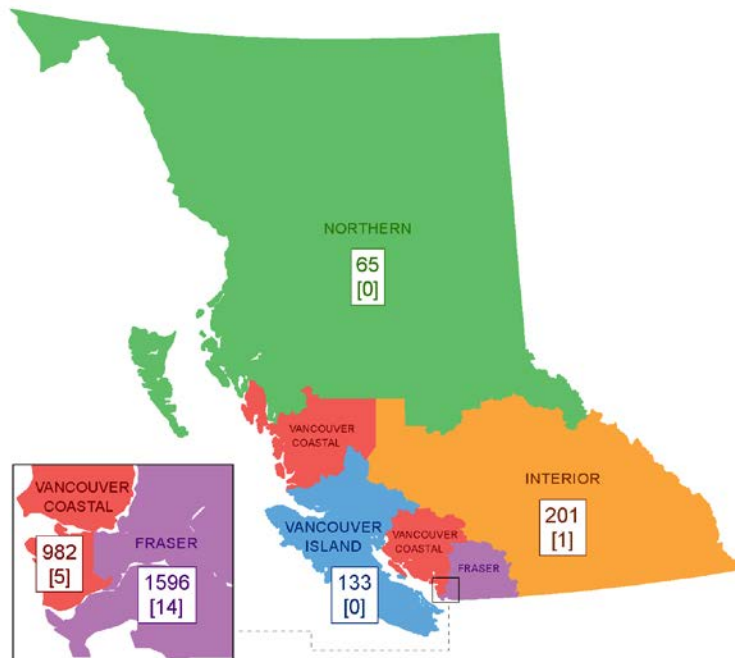 NORTHERN
65
[0]
VANCOUVER
COASTAL
INTERIOR
201
[1]
VANCOUVER
ISLAND
133
[0]
VANCOUVER
COASTAL
FRASER
VANCOUVER
COASTAL
982
[5]
FRASER
1596
[14]